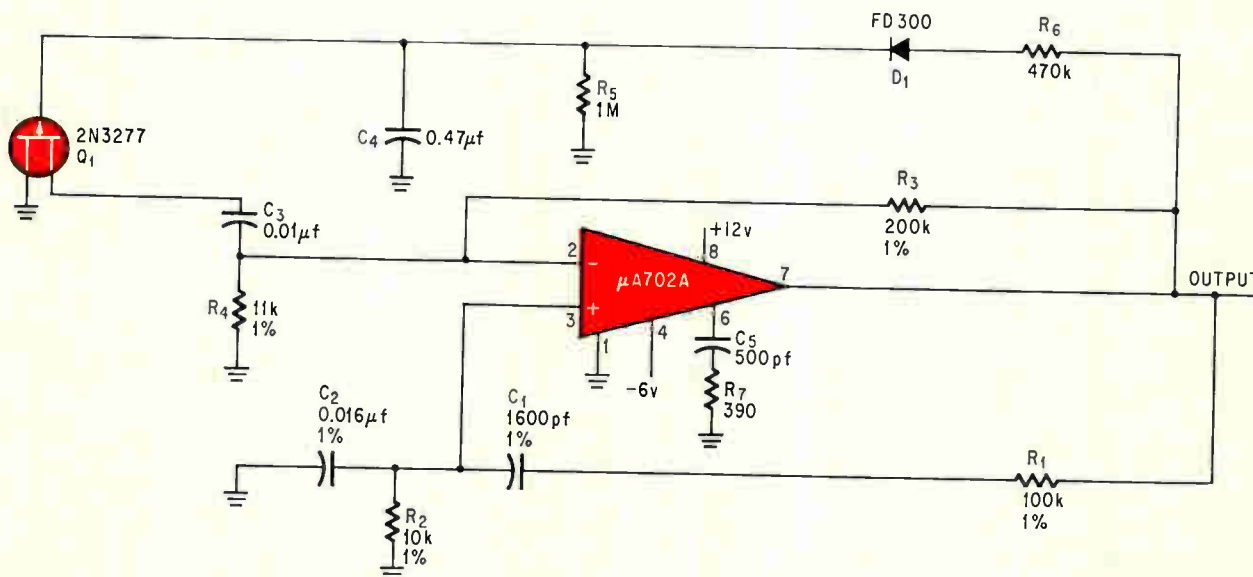 FD 300
D1
R6
470k
R5
1M
C4 0.47μf
2N3277
Q1
C3
0.01μf
R3
200k
1%
+12v
8
2
−
μA702A
7
OUTPUT
+
3
R4
11k
1%
1
4
6
C5
500pf
−6v
R7
390
C2
0.016μf
1%
C1
1600pf
1%
R1
100k
1%
R2
10k
1%